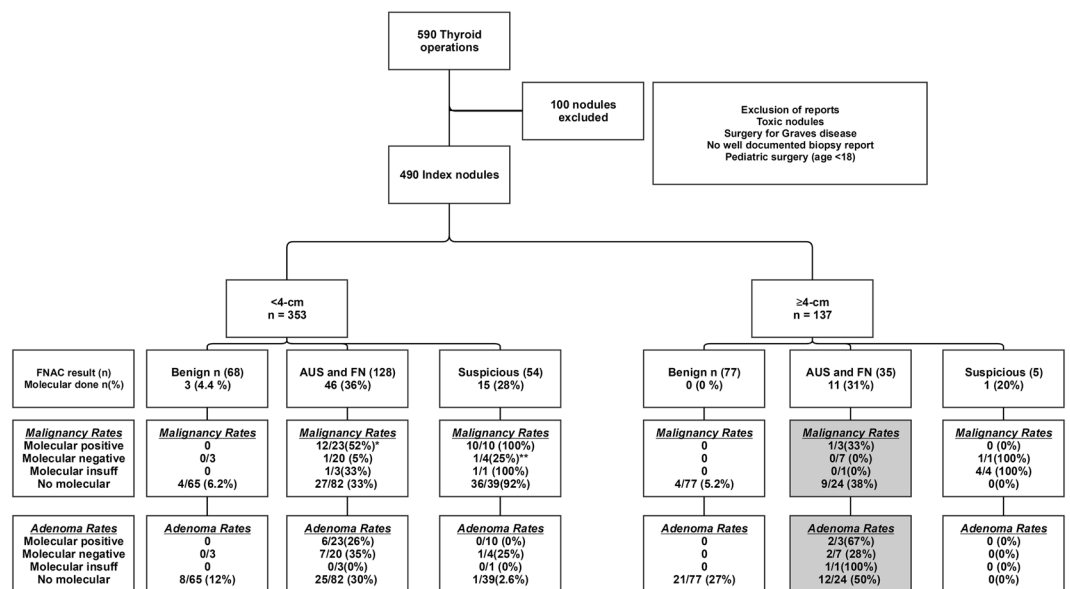 590 Thyroid
operations
100 nodules
excluded
Exclusion of reports
Toxic nodules
Surgery for Graves disease
No well documented biopsy report
Pediatric surgery (age <18)
490 Index nodules
<4-cm
n = 353
≥4-cm
n = 137
FNAC result (n)
Molecular done n(%)
Benign n (68)
3 (4.4 %)
AUS and FN (128)
46 (36%)
Suspicious (54)
15 (28%)
Benign n (77)
0 (0 %)
AUS and FN (35)
11 (31%)
Suspicious (5)
1 (20%)
Malignancy Rates
Molecular positive
Molecular negative
Molecular insuff
No molecular
Malignancy Rates
0
0/3
0
4/65 (6.2%)
Malignancy Rates
12/23(52%)*
1/20 (5%)
1/3(33%)
27/82 (33%)
Malignancy Rates
10/10 (100%)
1/4(25%)**
1/1 (100%)
36/39(92%)
Malignancy Rates
0
0
0
4/77 (5.2%)
Malignancy Rates
1/3(33%)
0/7 (0%)
0/1(0%)
9/24 (38%)
Malignancy Rates
0 (0%)
1/1(100%)
4/4 (100%)
0(0%)
Adenoma Rates
Molecular positive
Molecular negative
Molecular insuff
No molecular
Adenoma Rates
0
0/3
0
8/65 (12%)
Adenoma Rates
6/23(26%)
7/20 (35%)
0/3(0%)
25/82 (30%)
Adenoma Rates
0/10 (0%)
1/4(25%)
0/1 (0%)
1/39(2.6%)
Adenoma Rates
0
0
0
21/77 (27%)
Adenoma Rates
2/3(67%)
2/7 (28%)
1/1(100%)
12/24 (50%)
Adenoma Rates
0 (0%)
0(0%)
0 (0%)
0(0%)